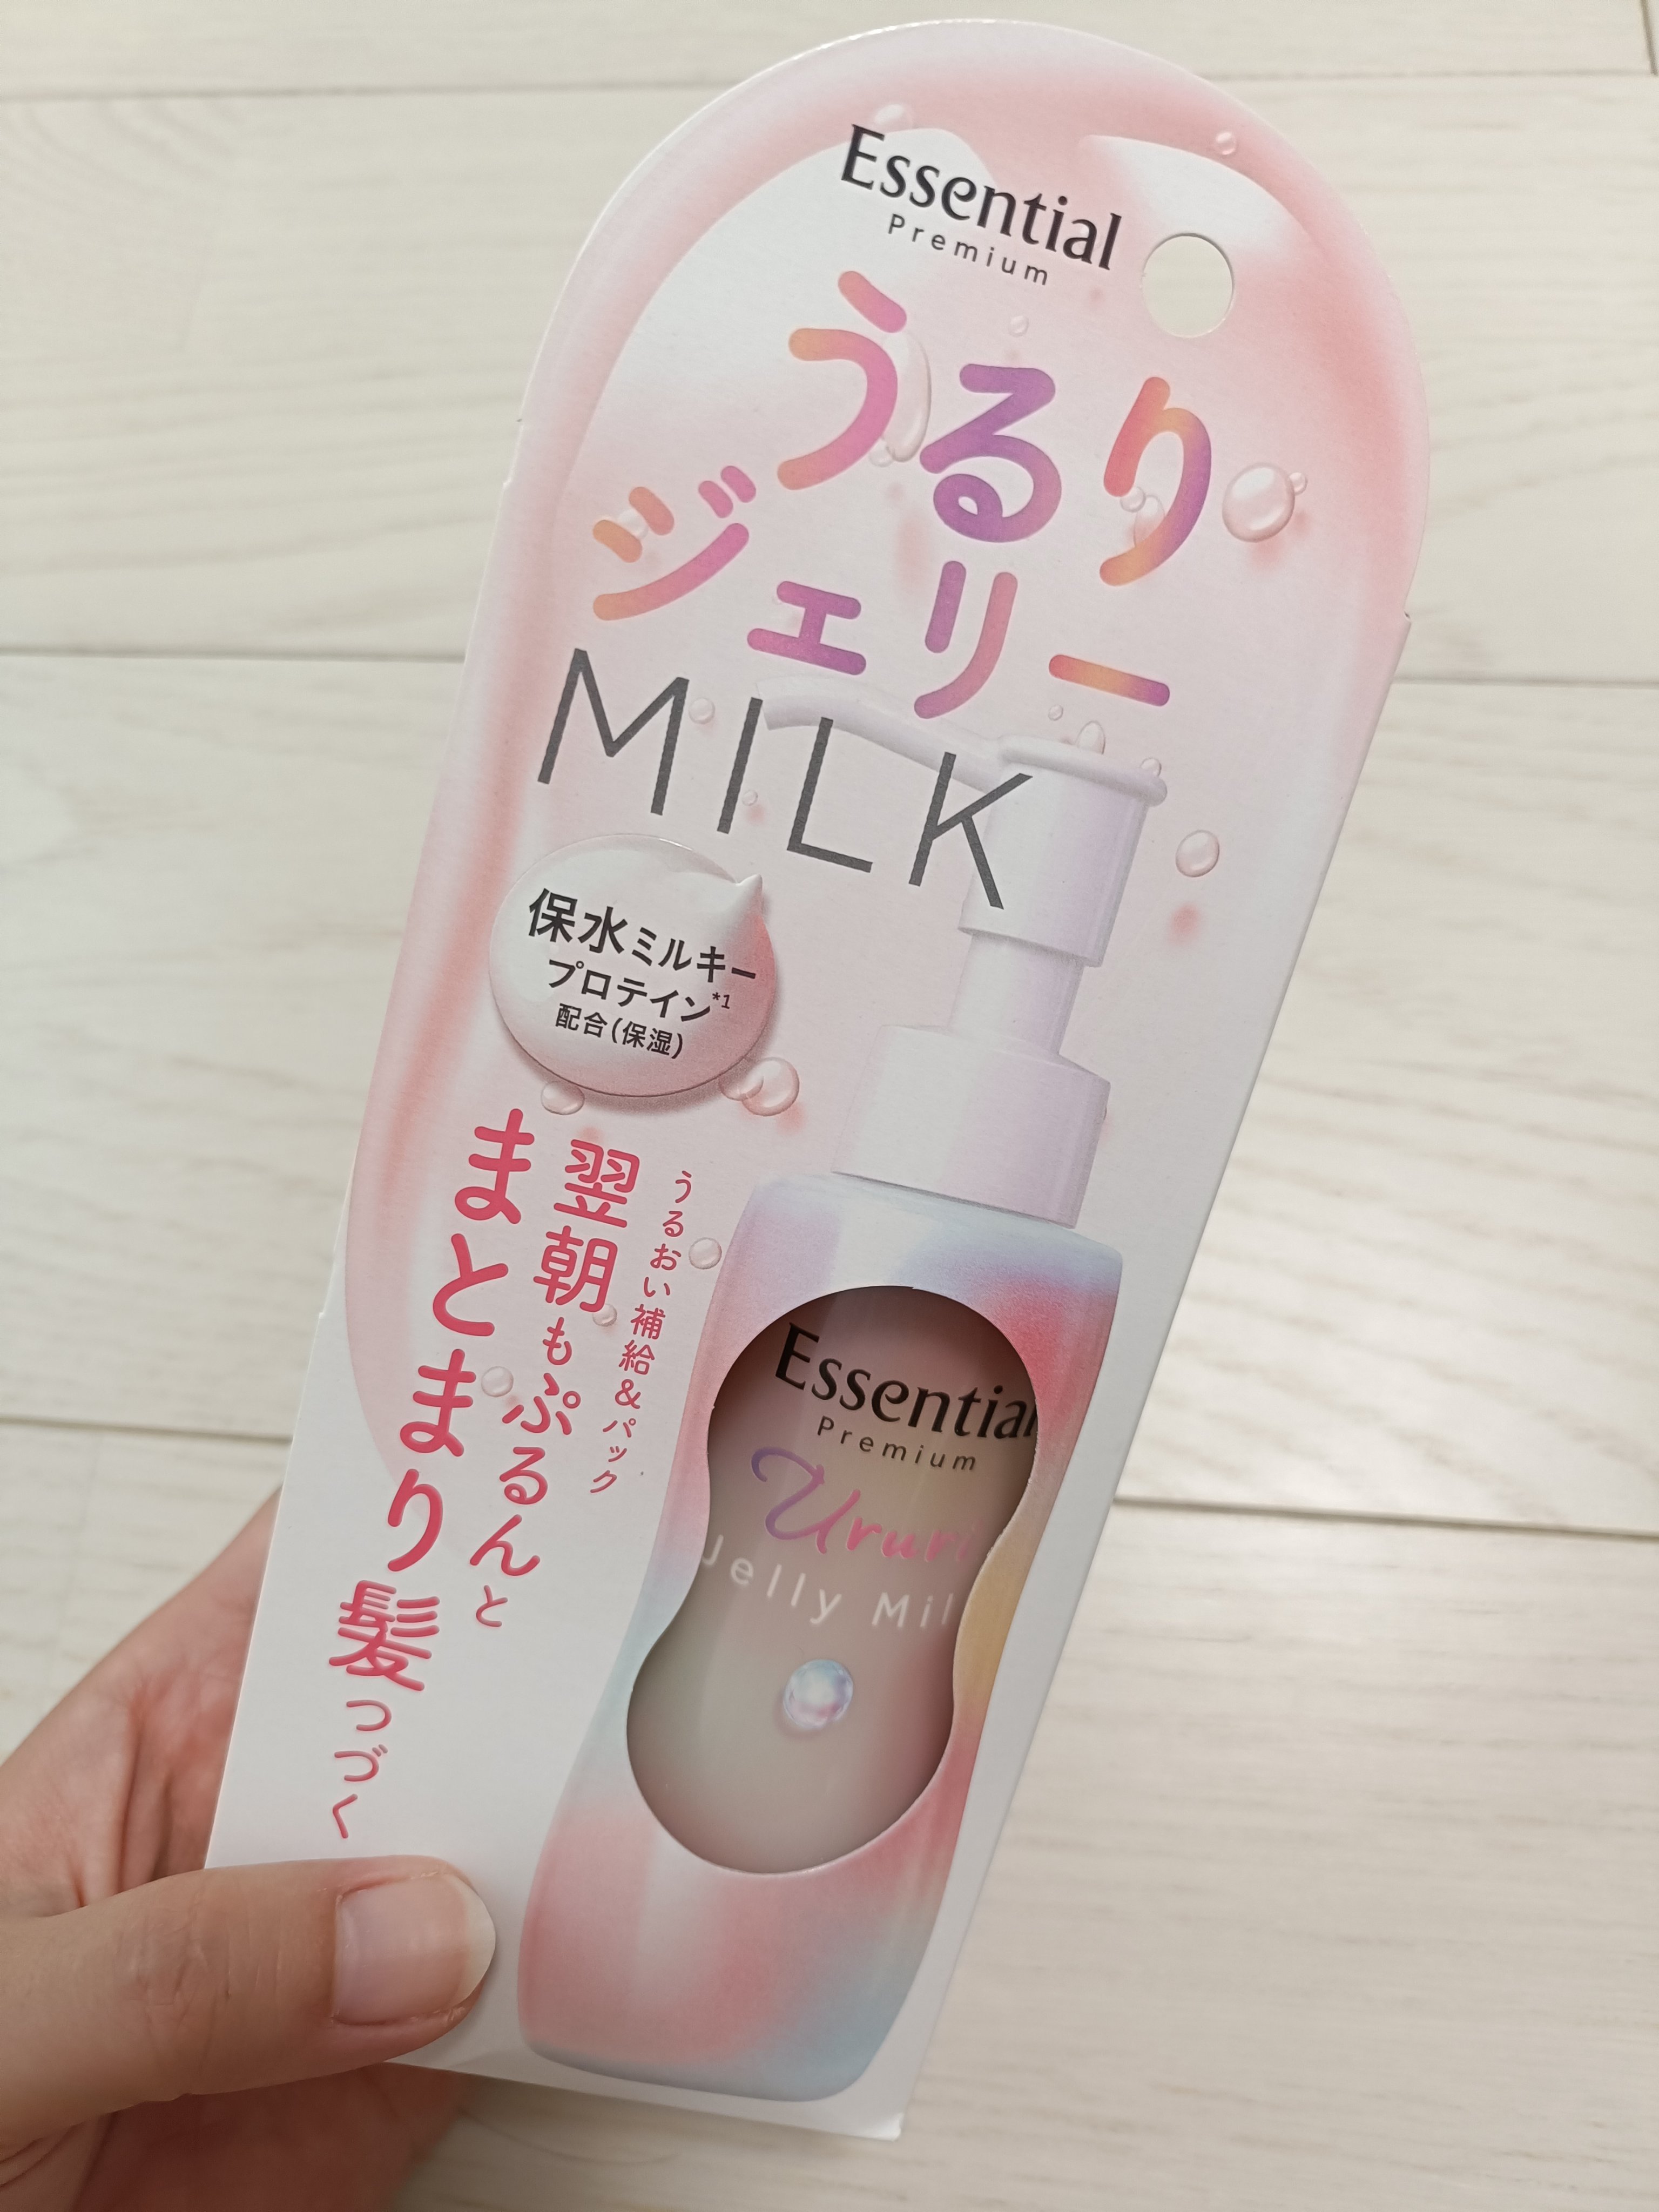 Essential
Premium
うるり
ジェリー
MILK
保水ミルキー
プロテイン*1
配合(保湿)
うるおい補給&パック
翌朝もぷるんと
まとまり髪つづく
Essential
Premium
Ururi
Jelly Mil